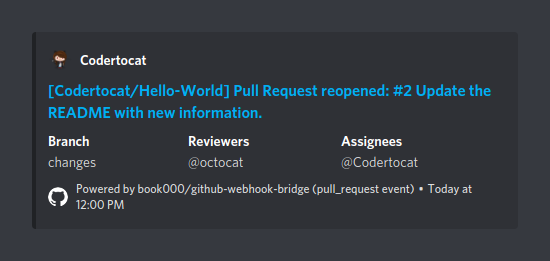 Codertocat
[Codertocat/Hello-World] Pull Request reopened: #2 Update the
README with new information.
Branch Reviewers Assignees
changes @octocat @Codertocat
Powered by book000/github-webhook-bridge (pull_request event) • Today at
12:00 PM